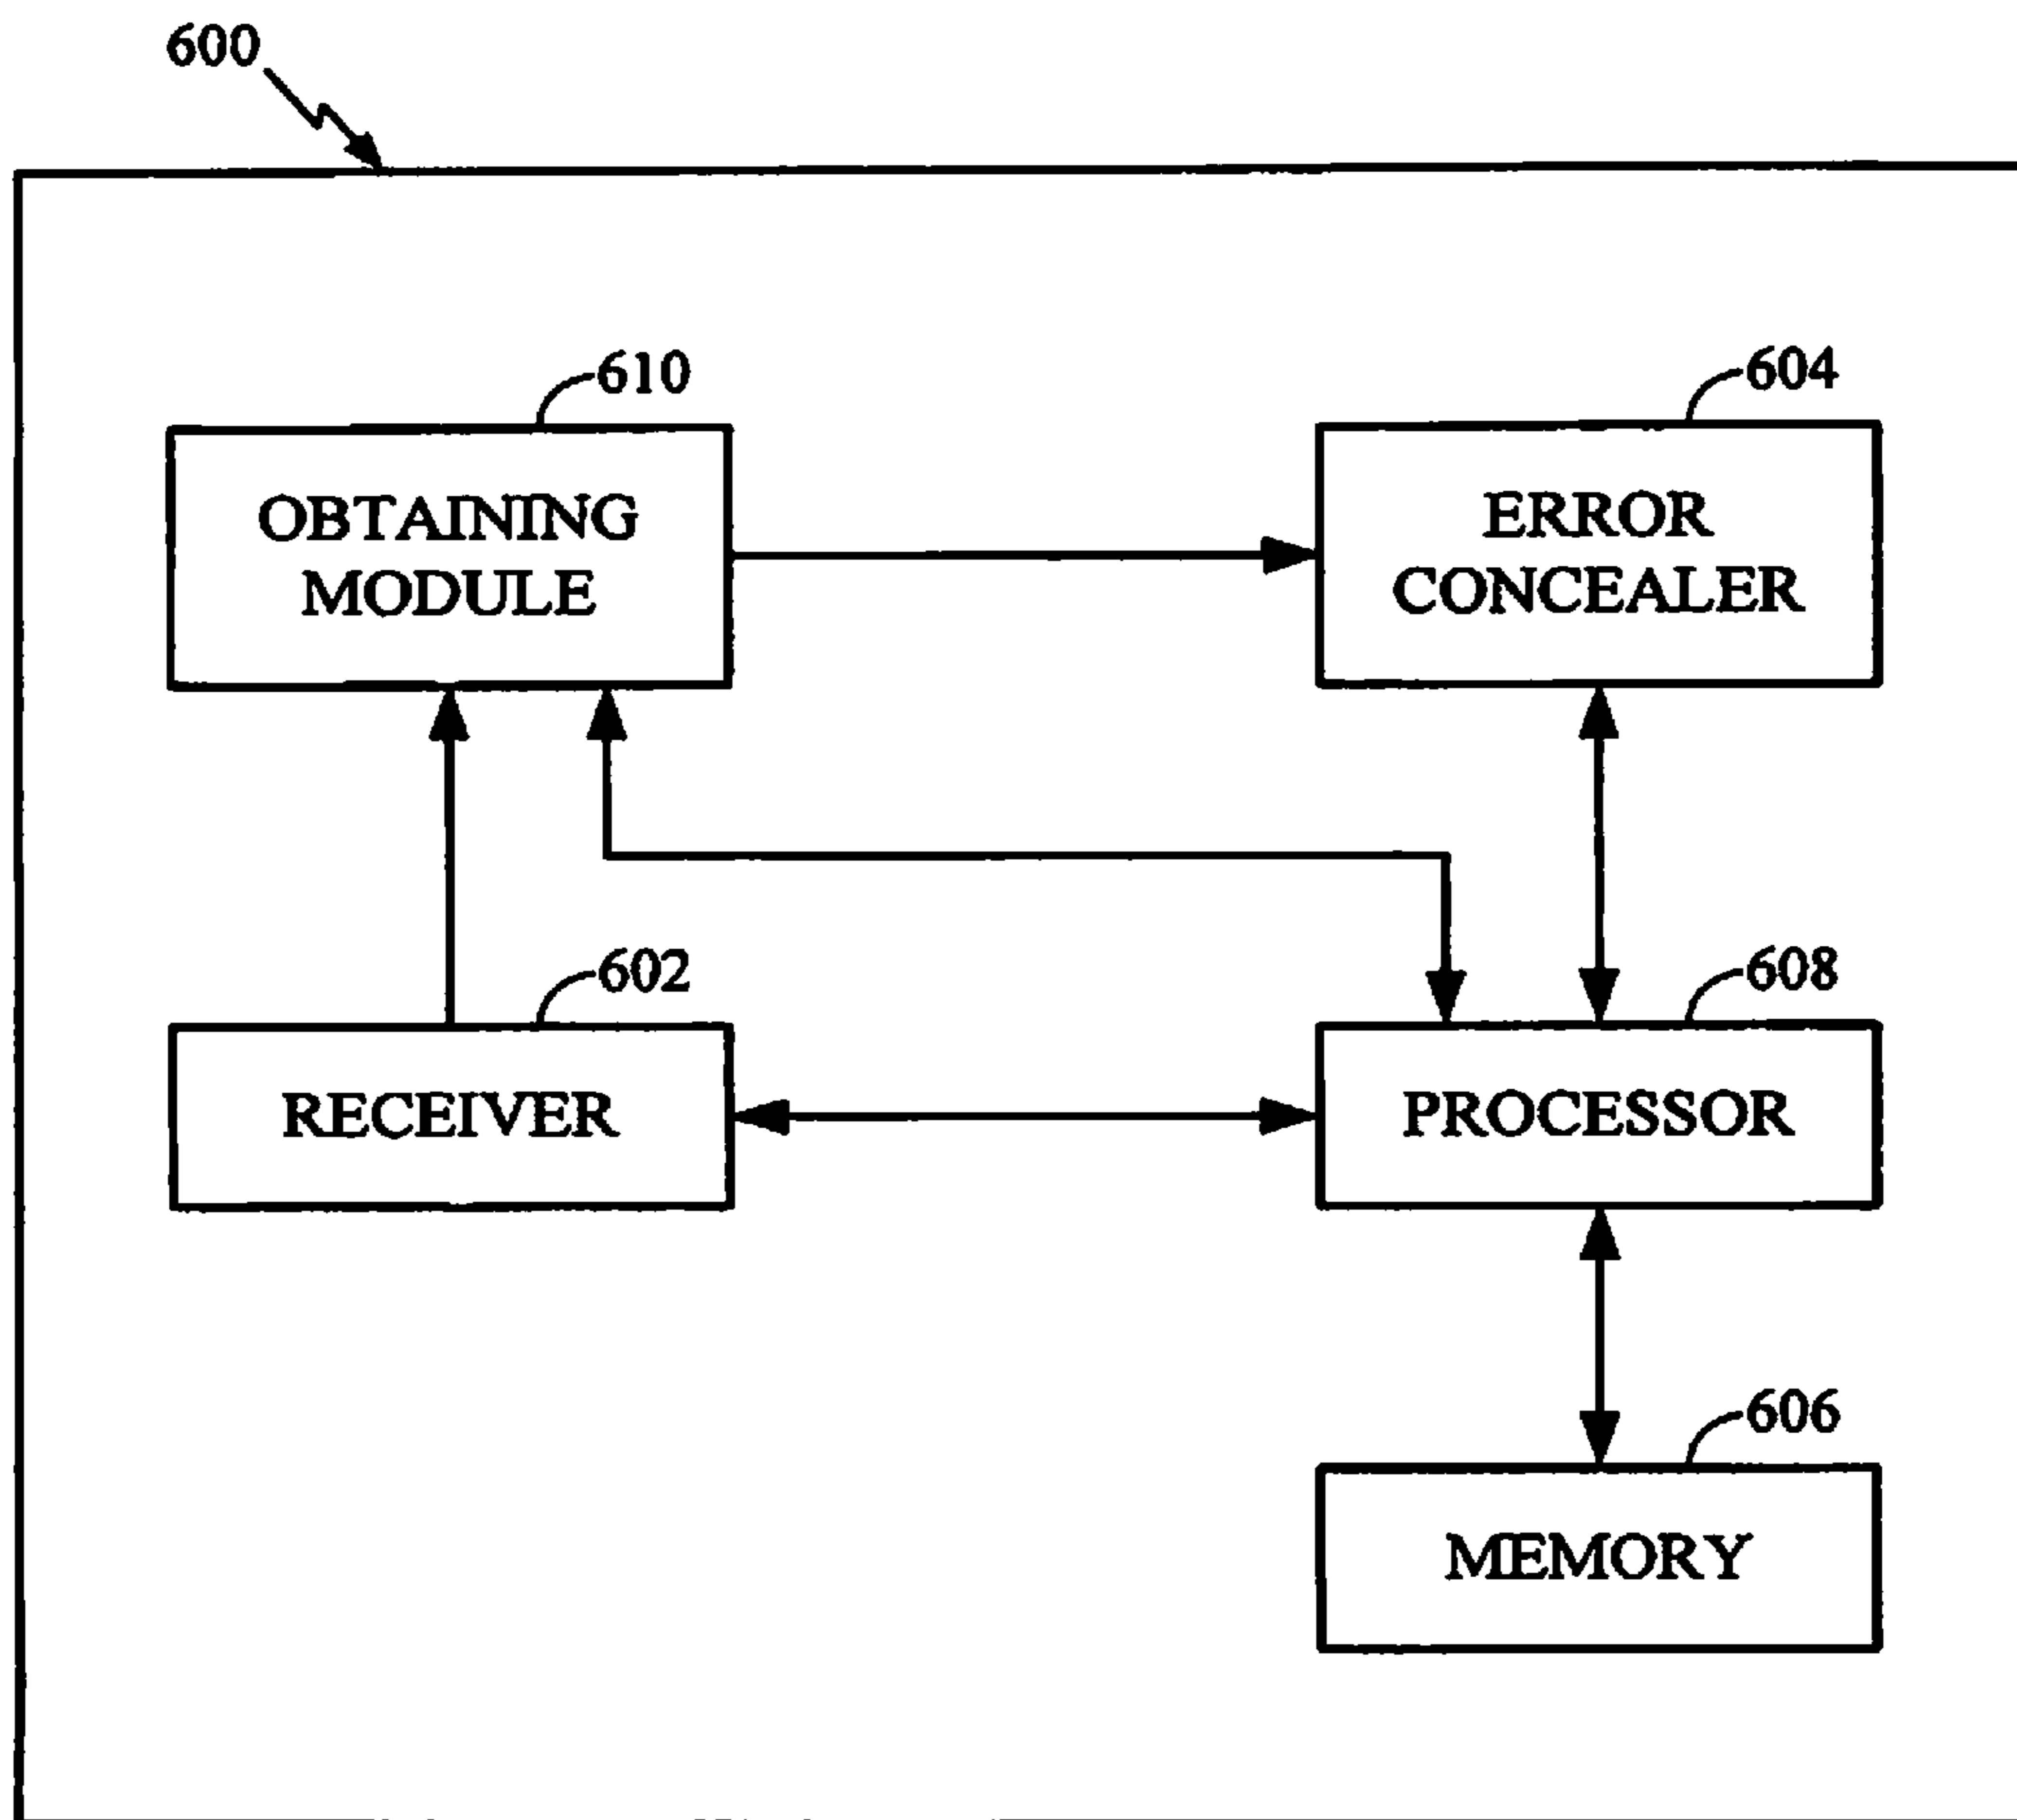 600
610
OBTAINING
MODULE
604
ERROR
CONCEALER
602
RECEIVER
608
PROCESSOR
606
MEMORY